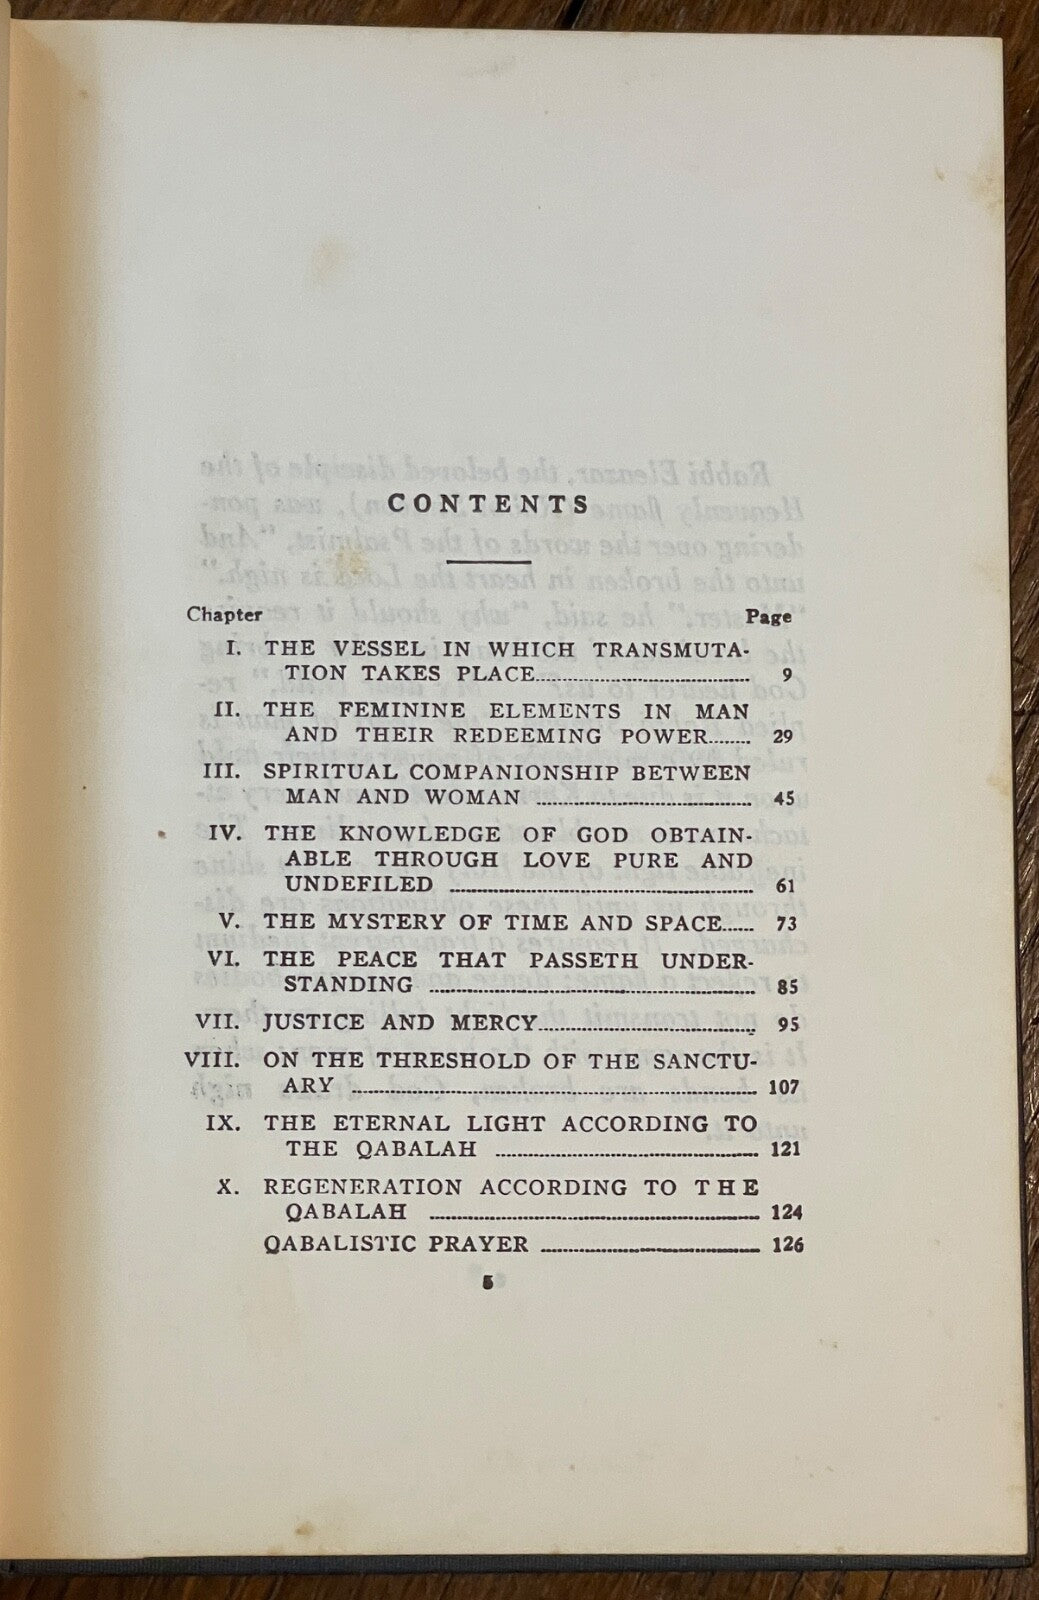 CONTENTS
Chapter Page
I. THE VESSEL IN WHICH TRANSMUTA-
TION TAKES PLACE 9
II. THE FEMININE ELEMENTS IN MAN
AND THEIR REDEEMING POWER 29
III. SPIRITUAL COMPANIONSHIP BETWEEN
MAN AND WOMAN 45
IV. THE KNOWLEDGE OF GOD OBTAIN-
ABLE THROUGH LOVE PURE AND
UNDEFILED 61
V. THE MYSTERY OF TIME AND SPACE 73
VI. THE PEACE THAT PASSETH UNDER-
STANDING 85
VII. JUSTICE AND MERCY 95
VIII. ON THE THRESHOLD OF THE SANCTU-
ARY 107
IX. THE ETERNAL LIGHT ACCORDING TO
THE QABALAH 121
X. REGENERATION ACCORDING TO THE
QABALAH 124
QABALISTIC PRAYER 126
5